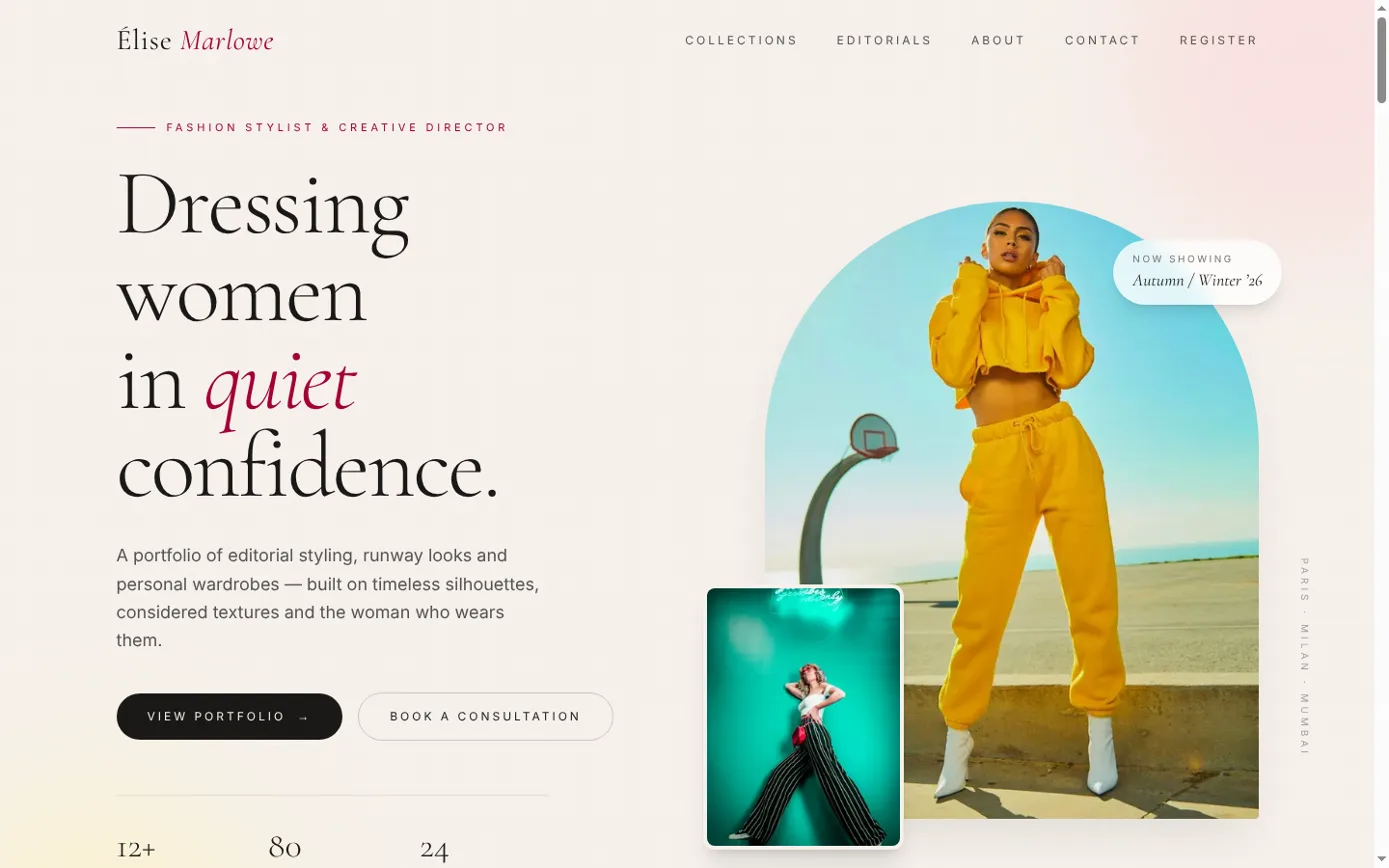 Élise Marlowe
COLLECTIONS EDITORIALS ABOUT CONTACT REGISTER
FASHION STYLIST & CREATIVE DIRECTOR
Dressing
women
in quiet
confidence.
A portfolio of editorial styling, runway looks and
personal wardrobes — built on timeless silhouettes,
considered textures and the woman who wears
them.
VIEW PORTFOLIO →
BOOK A CONSULTATION
12+ 80 24
NOW SHOWING
Autumn / Winter ’26
PARIS · MILAN · MUMBAI